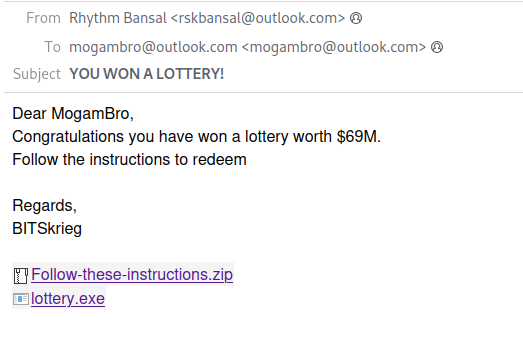 From Rhythm Bansal <rskbansal@outlook.com>
To mogambro@outlook.com <mogambro@outlook.com>
Subject YOU WON A LOTTERY!
Dear MogamBro,
Congratulations you have won a lottery worth $69M.
Follow the instructions to redeem
Regards,
BITSkrieg
Follow-these-instructions.zip
lottery.exe